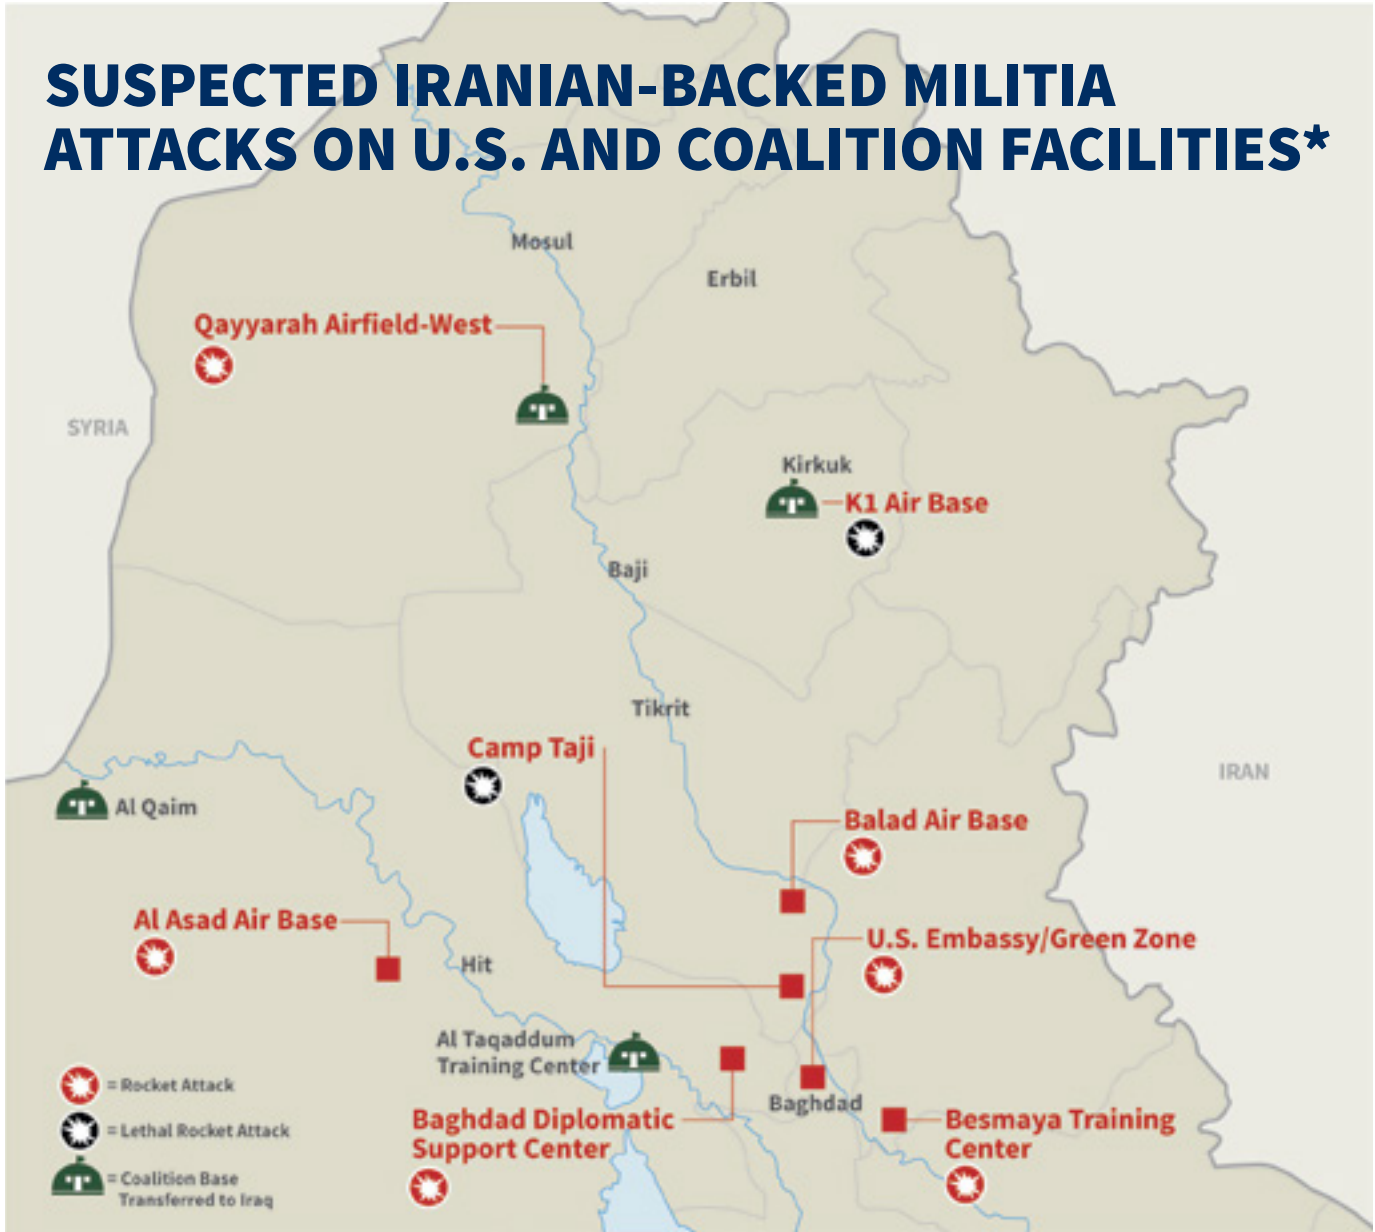 SUSPECTED IRANIAN-BACKED MILITIA
ATTACKS ON U.S. AND COALITION FACILITIES*
Mosul
Erbil
Qayyarah Airfield-West
SYRIA
Kirkuk
K1 Air Base
Baji
Tikrit
Camp Taji
IRAN
Al Qaim
Balad Air Base
Al Asad Air Base
U.S. Embassy/Green Zone
Hit
Al Taqaddum
Training Center
= Rocket Attack
Baghdad
Baghdad Diplomatic
Support Center
Besmaya Training
Center
= Lethal Rocket Attack
= Coalition Base
Transferred to Iraq